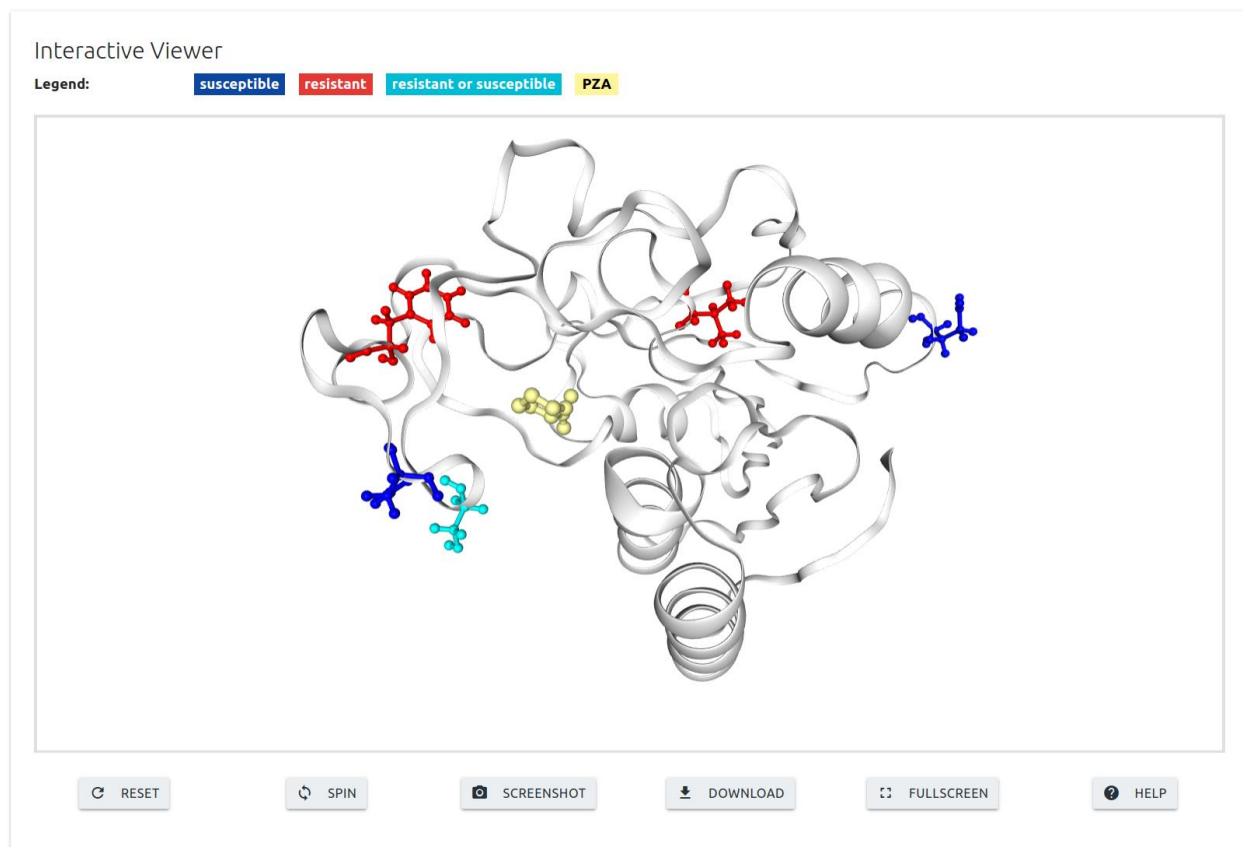 Interactive Viewer
Legend: susceptible resistant resistant or susceptible PZA
RESET SPIN SCREENSHOT DOWNLOAD FULLSCREEN HELP